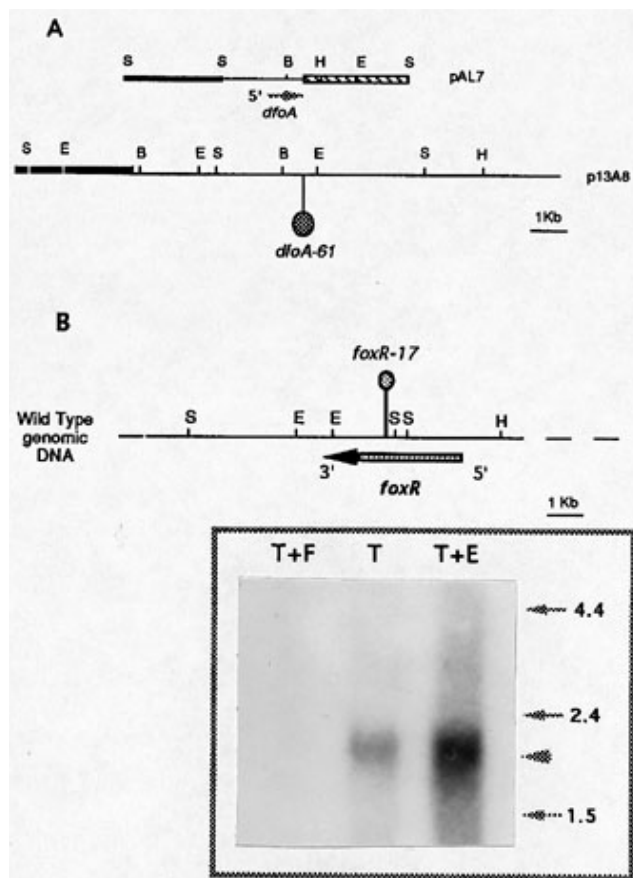 A
S S B H E S pAL7
5'
dfoA
S E B E S B E S H p13A8
1Kb
dfoA-61
B
foxR-17
Wild Type
genomic
DNA
S E E S S H
3' 5'
foxR
1 Kb
T+F T T+E
4.4
2.4
1.5